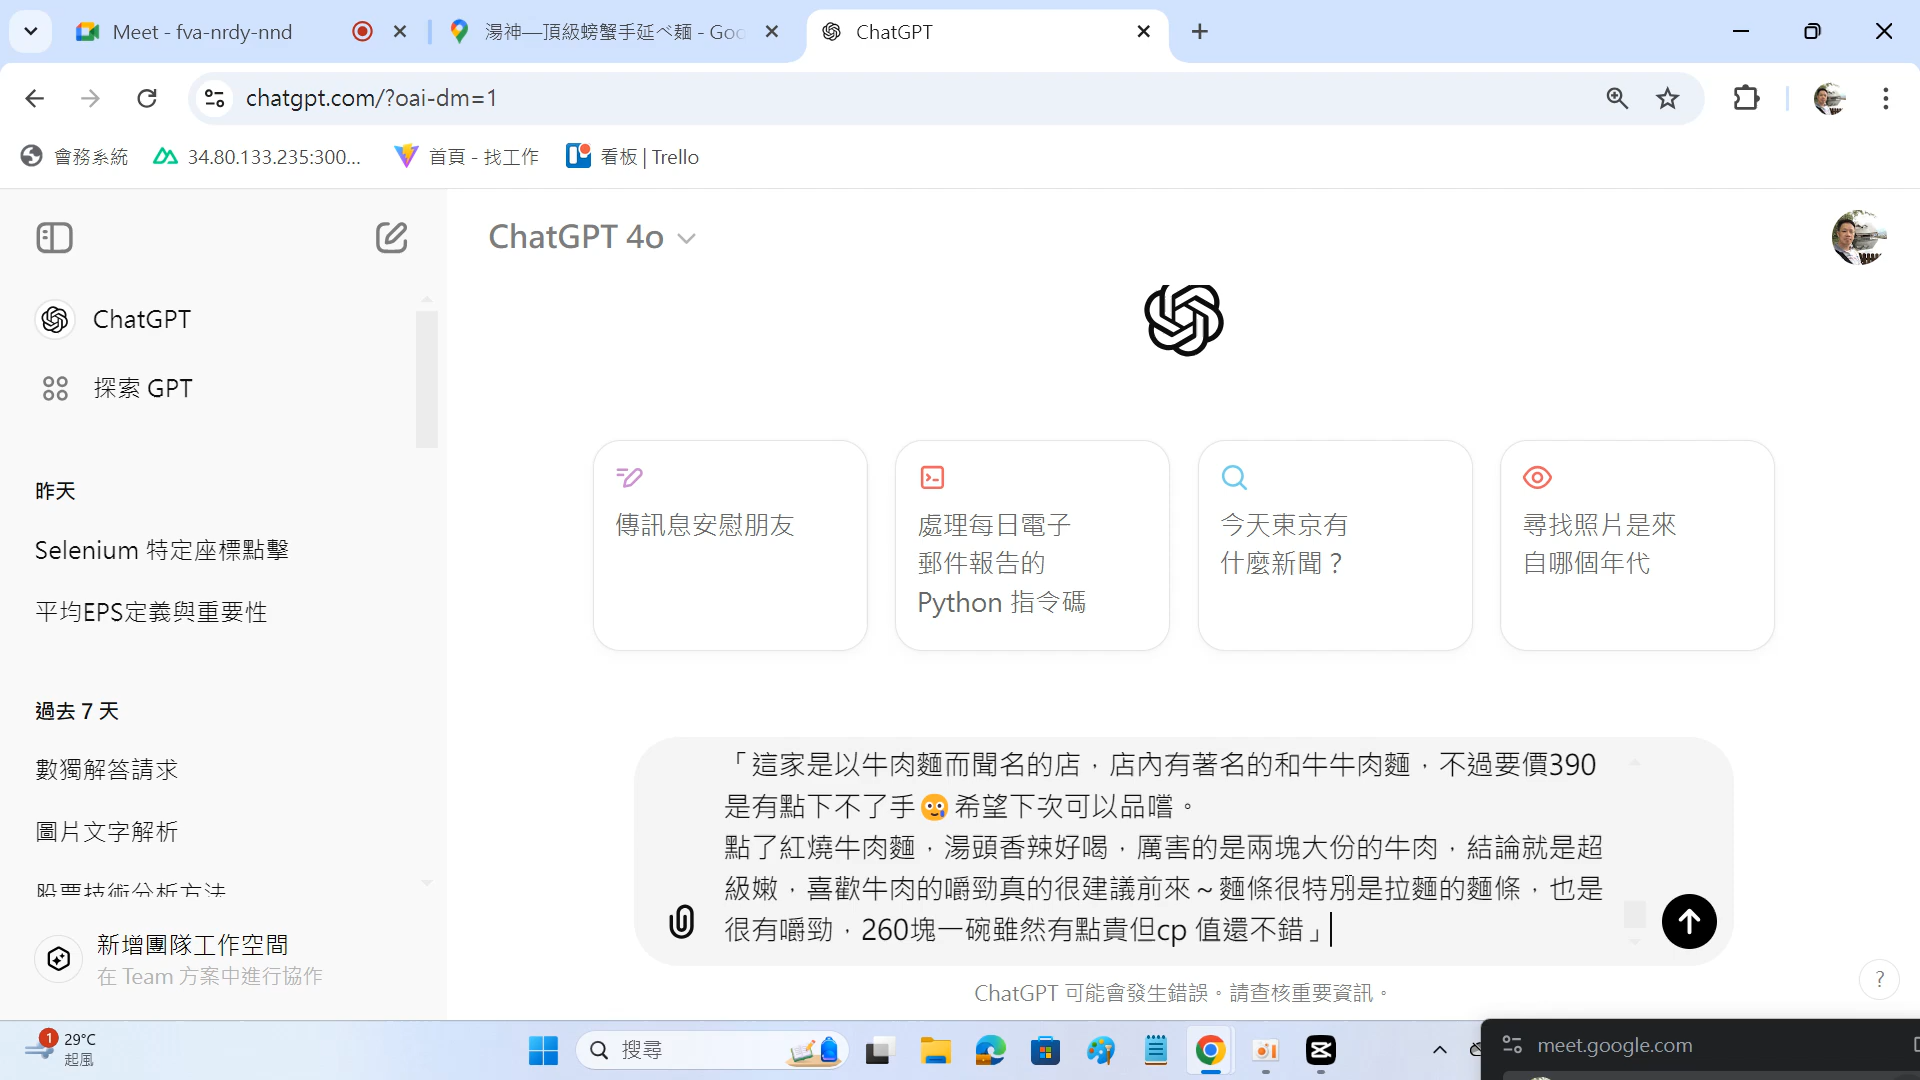 Meet - fva-nrdy-nnd
湯神—頂級螃蟹手延べ麺 - Goo
ChatGPT
chatgpt.com/?oai-dm=1
會務系統
34.80.133.235:300...
首頁 - 找工作
看板 | Trello
ChatGPT 4o
ChatGPT
探索 GPT
昨天
Selenium 特定座標點擊
平均EPS定義與重要性
過去 7 天
數獨解答請求
圖片文字解析
股票技術分析方法
新增團隊工作空間
在 Team 方案中進行協作
傳訊息安慰朋友
處理每日電子
郵件報告的
Python 指令碼
今天東京有
什麼新聞？
尋找照片是來
自哪個年代
「這家是以牛肉麵而聞名的店，店內有著名的和牛牛肉麵，不過要價390
是有點下不了手🥹希望下次可以品嚐。
點了紅燒牛肉麵，湯頭香辣好喝，厲害的是兩塊大份的牛肉，結論就是超
級嫩，喜歡牛肉的嚼勁真的很建議前來～麵條很特別是拉麵的麵條，也是
很有嚼勁，260塊一碗雖然有點貴但cp 值還不錯」
ChatGPT 可能會發生錯誤。請查核重要資訊。
?
1
29°C
起風
搜尋
meet.google.com